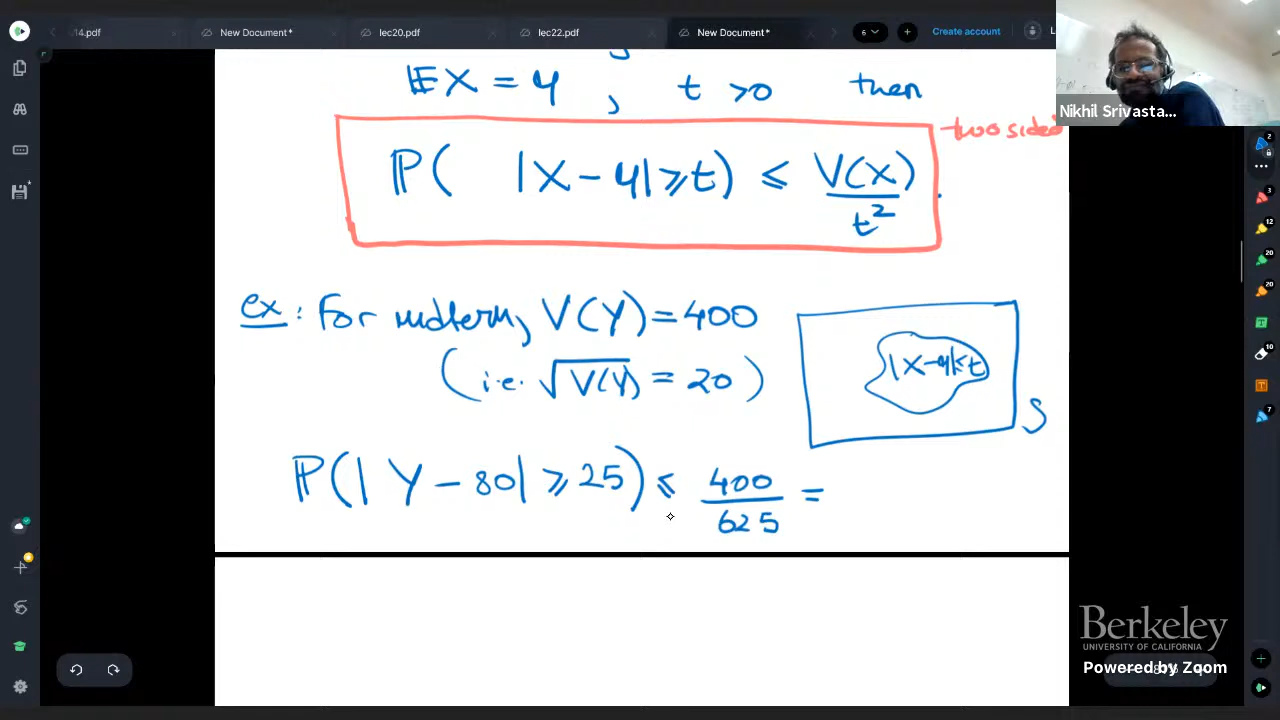 14.pdf
New Document*
lec20.pdf
lec22.pdf
New Document*
6
Create account
Nikhil Srivasta...
EX = 4 , t >0 then
two sided
P( |X - 4| ≥ t) ≤ V(X) / t² .
ex: For midterm, V(Y) = 400
(i.e. √V(Y) = 20 )
|X-4|<t
S
P(|Y - 80| ≥ 25) ≤ 400 / 625 =
Berkeley
UNIVERSITY OF CALIFORNIA
Powered by Zoom